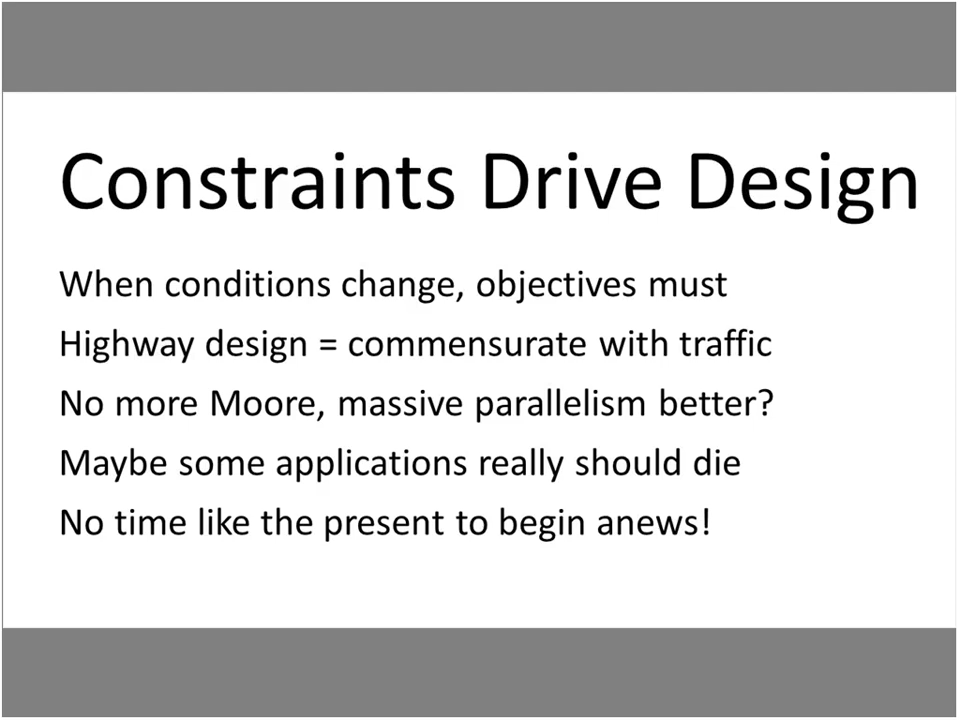 Constraints Drive Design
When conditions change, objectives must
Highway design = commensurate with traffic
No more Moore, massive parallelism better?
Maybe some applications really should die
No time like the present to begin anews!